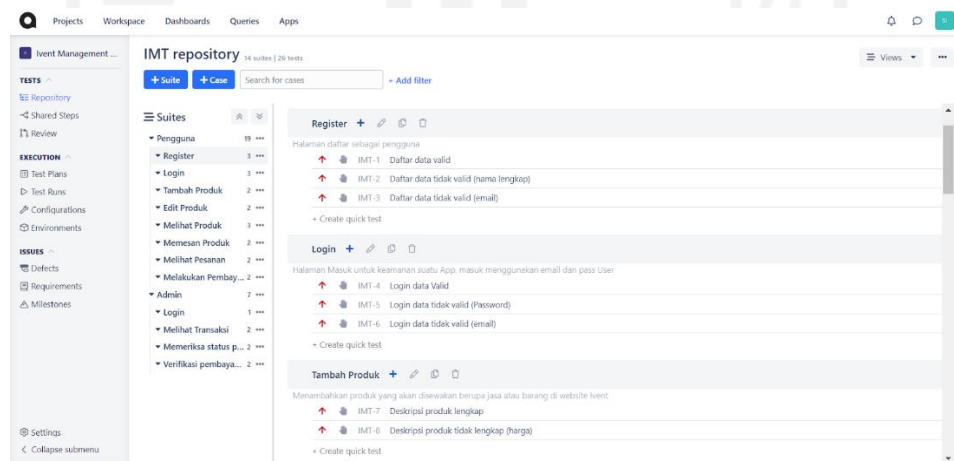 Projects Workspace Dashboards Queries Apps
Ivent Management ...
TESTS
Repository
Shared Steps
Review
EXECUTION
Test Plans
Test Runs
Configurations
Environments
ISSUES
Defects
Requirements
Milestones
Settings
Collapse submenu
IMT repository 14 suites | 26 tests
Views
+ Suite + Case Search for cases + Add filter
Suites
Pengguna 19
Register 3
Login 3
Tambah Produk 2
Edit Produk 2
Melihat Produk 3
Memesan Produk 2
Melihat Pesanan 2
Melakukan Pembay... 2
Admin 7
Login 1
Melihat Transaksi 2
Memeriksa status p... 2
Verifikasi pembaya... 2
Register
Halaman daftar sebagai pengguna
IMT-1 Daftar data valid
IMT-2 Daftar data tidak valid (nama lengkap)
IMT-3 Daftar data tidak valid (email)
+ Create quick test
Login
Halaman Masuk untuk keamanan suatu App, masuk menggunakan email dan pass User
IMT-4 Login data Valid
IMT-5 Login data tidak valid (Password)
IMT-6 Login data tidak valid (email)
+ Create quick test
Tambah Produk
Menambahkan produk yang akan disewakan berupa jasa atau barang di website Ivent
IMT-7 Deskripsi produk lengkap
IMT-8 Deskripsi produk tidak lengkap (harga)
+ Create quick test